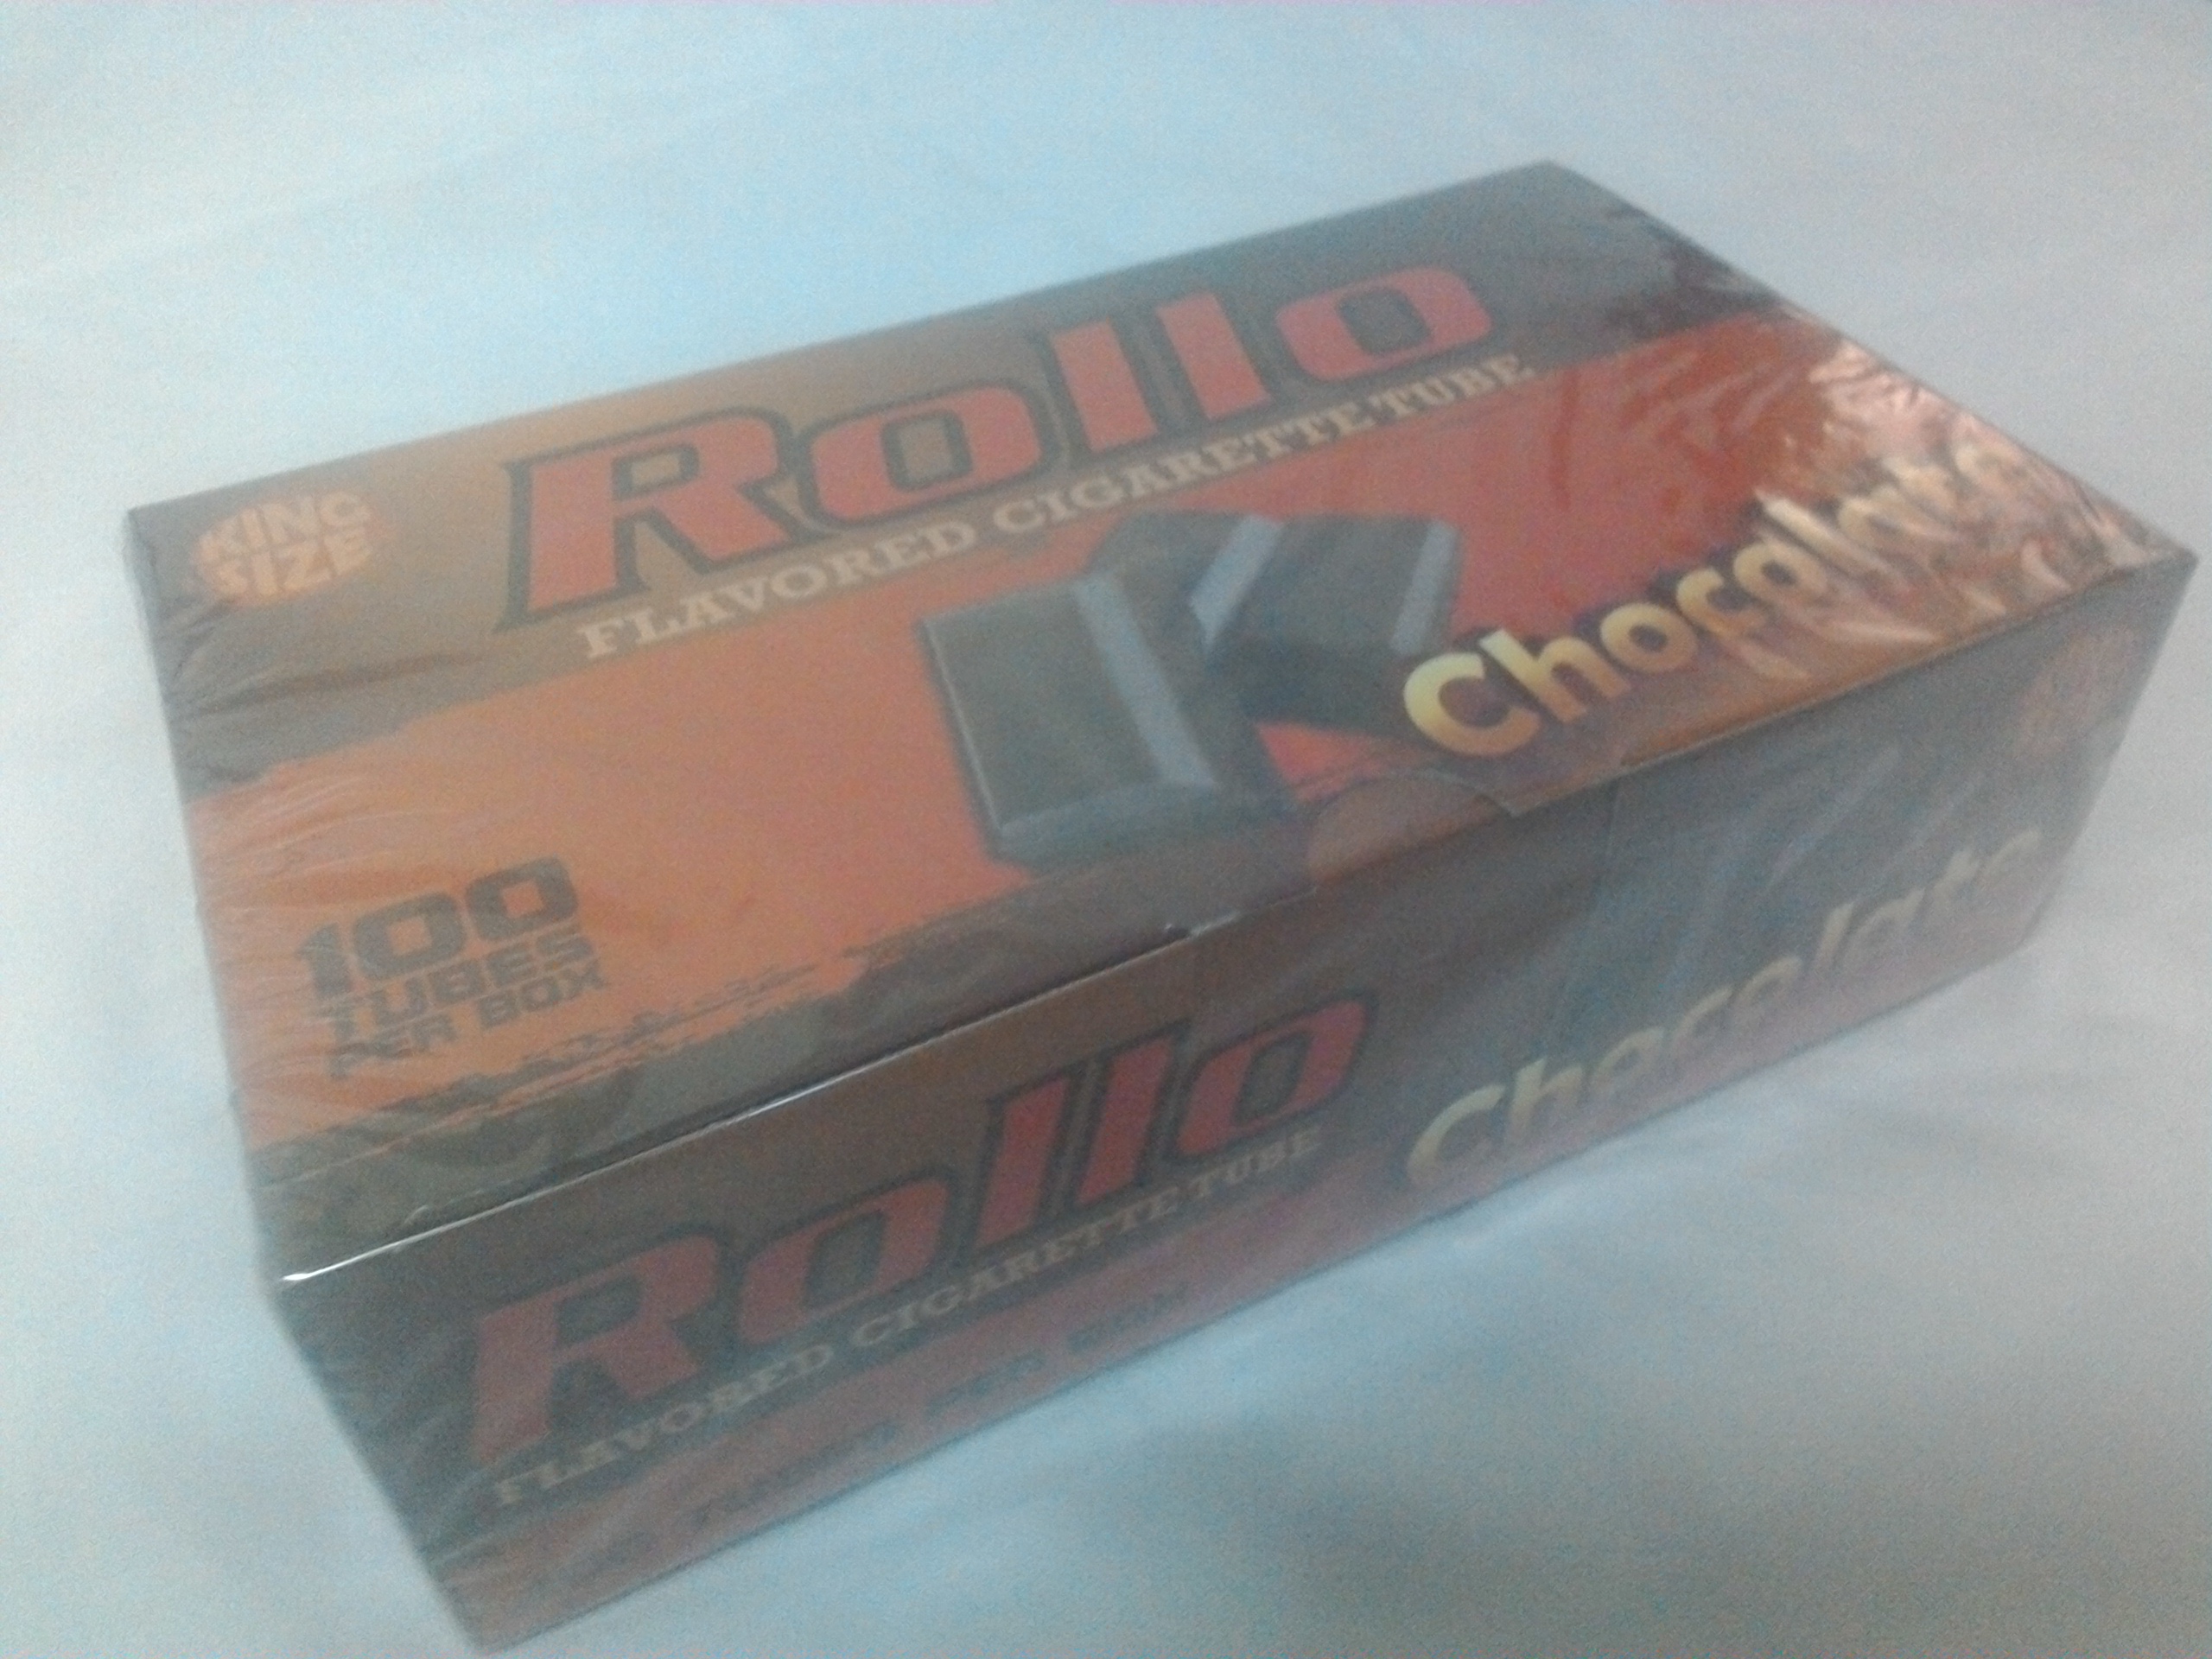 KING
SIZE
Rollo
FLAVORED CIGARETTE TUBE
Chocolate
100
TUBES
PER BOX
Rollo
FLAVORED CIGARETTE TUBE
Chocolate